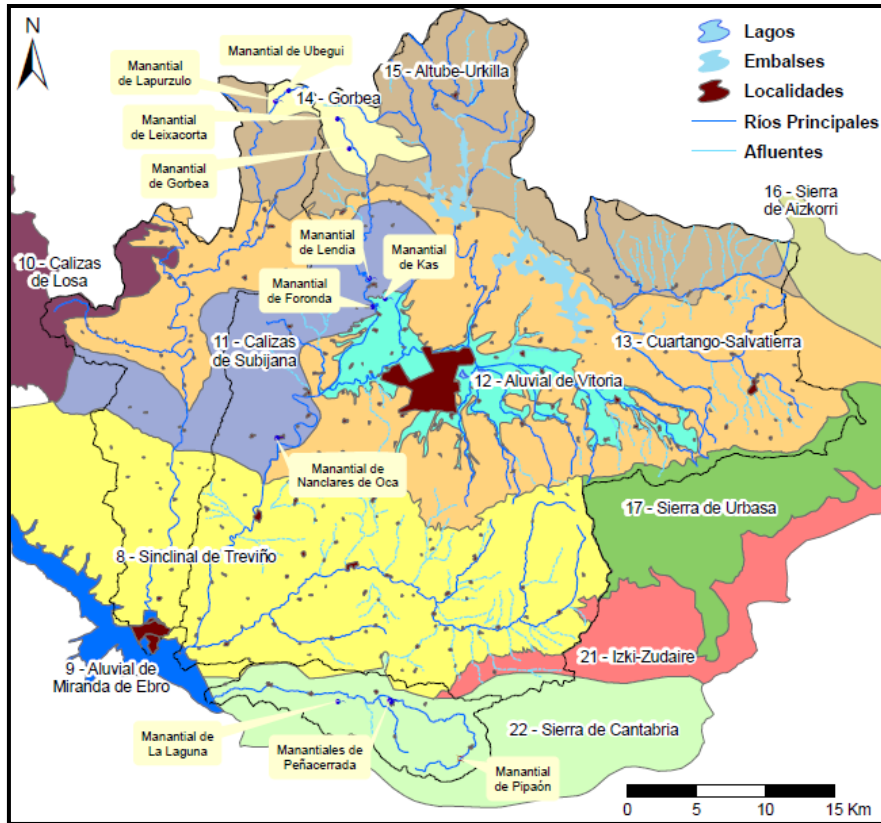 N
Manantial de Ubegui
Manantial
de Lapurzulo
15 - Altube-Urkilla
14 - Gorbea
Manantial de
Leixacorta
Manantial
de Gorbea
Lagos
Embalses
Localidades
Ríos Principales
Afluentes
16 - Sierra
de Aizkorri
Manantial
de Lendia
Manantial
de Kas
Manantial
de Foronda
10 - Calizas
de Losa
11 - Calizas
de Subijana
13 - Cuartango-Salvatierra
12 - Aluvial de Vitoria
Manantial de
Nanclares de Oca
17 - Sierra de Urbasa
8 - Sinclinal de Treviño
9 - Aluvial de
Miranda de Ebro
21 - Izki-Zudaire
22 - Sierra de Cantabria
Manantial de
La Laguna
Manantiales de
Peñacerrada
Manantial
de Pipaón
0 5 10 15 Km